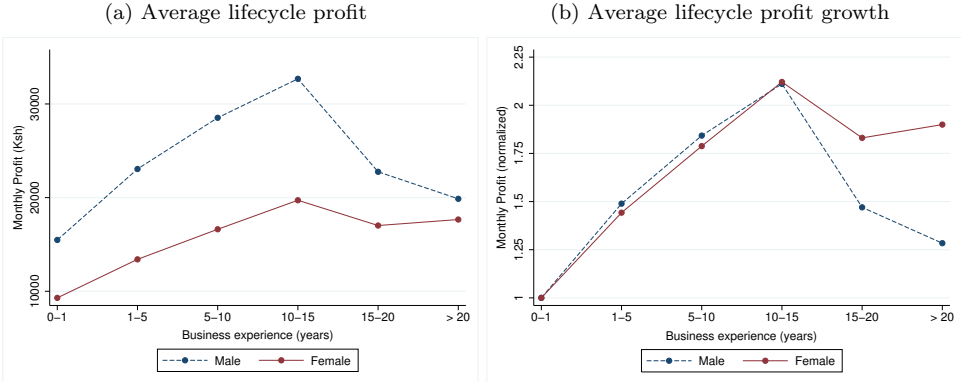 (a) Average lifecycle profit
Monthly Profit (Ksh)
30000
20000
10000
0−1
1−5
5−10
10−15
15−20
> 20
Business experience (years)
Male
Female
(b) Average lifecycle profit growth
Monthly Profit (normalized)
2.25
2
1.75
1.5
1.25
1
0−1
1−5
5−10
10−15
15−20
> 20
Business experience (years)
Male
Female